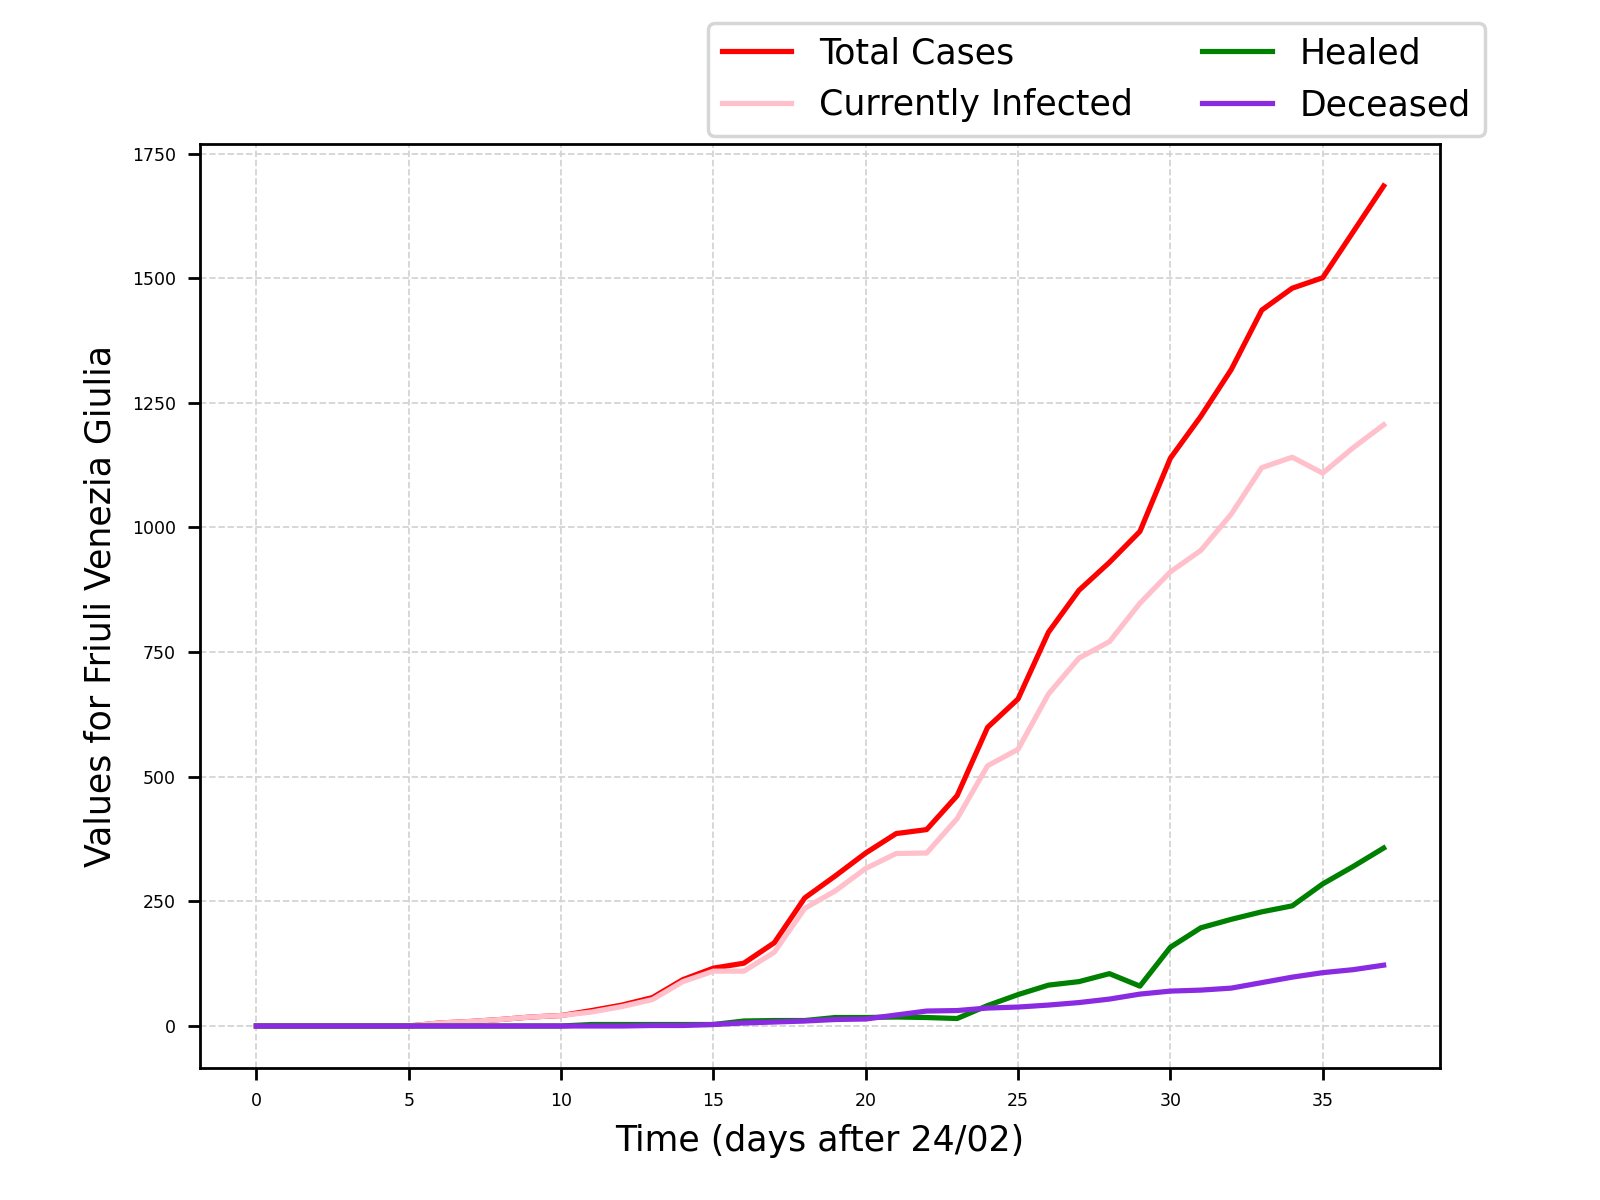 Total Cases
Currently Infected
Healed
Deceased
Values for Friuli Venezia Giulia
1750
1500
1250
1000
750
500
250
0
0 5 10 15 20 25 30 35
Time (days after 24/02)